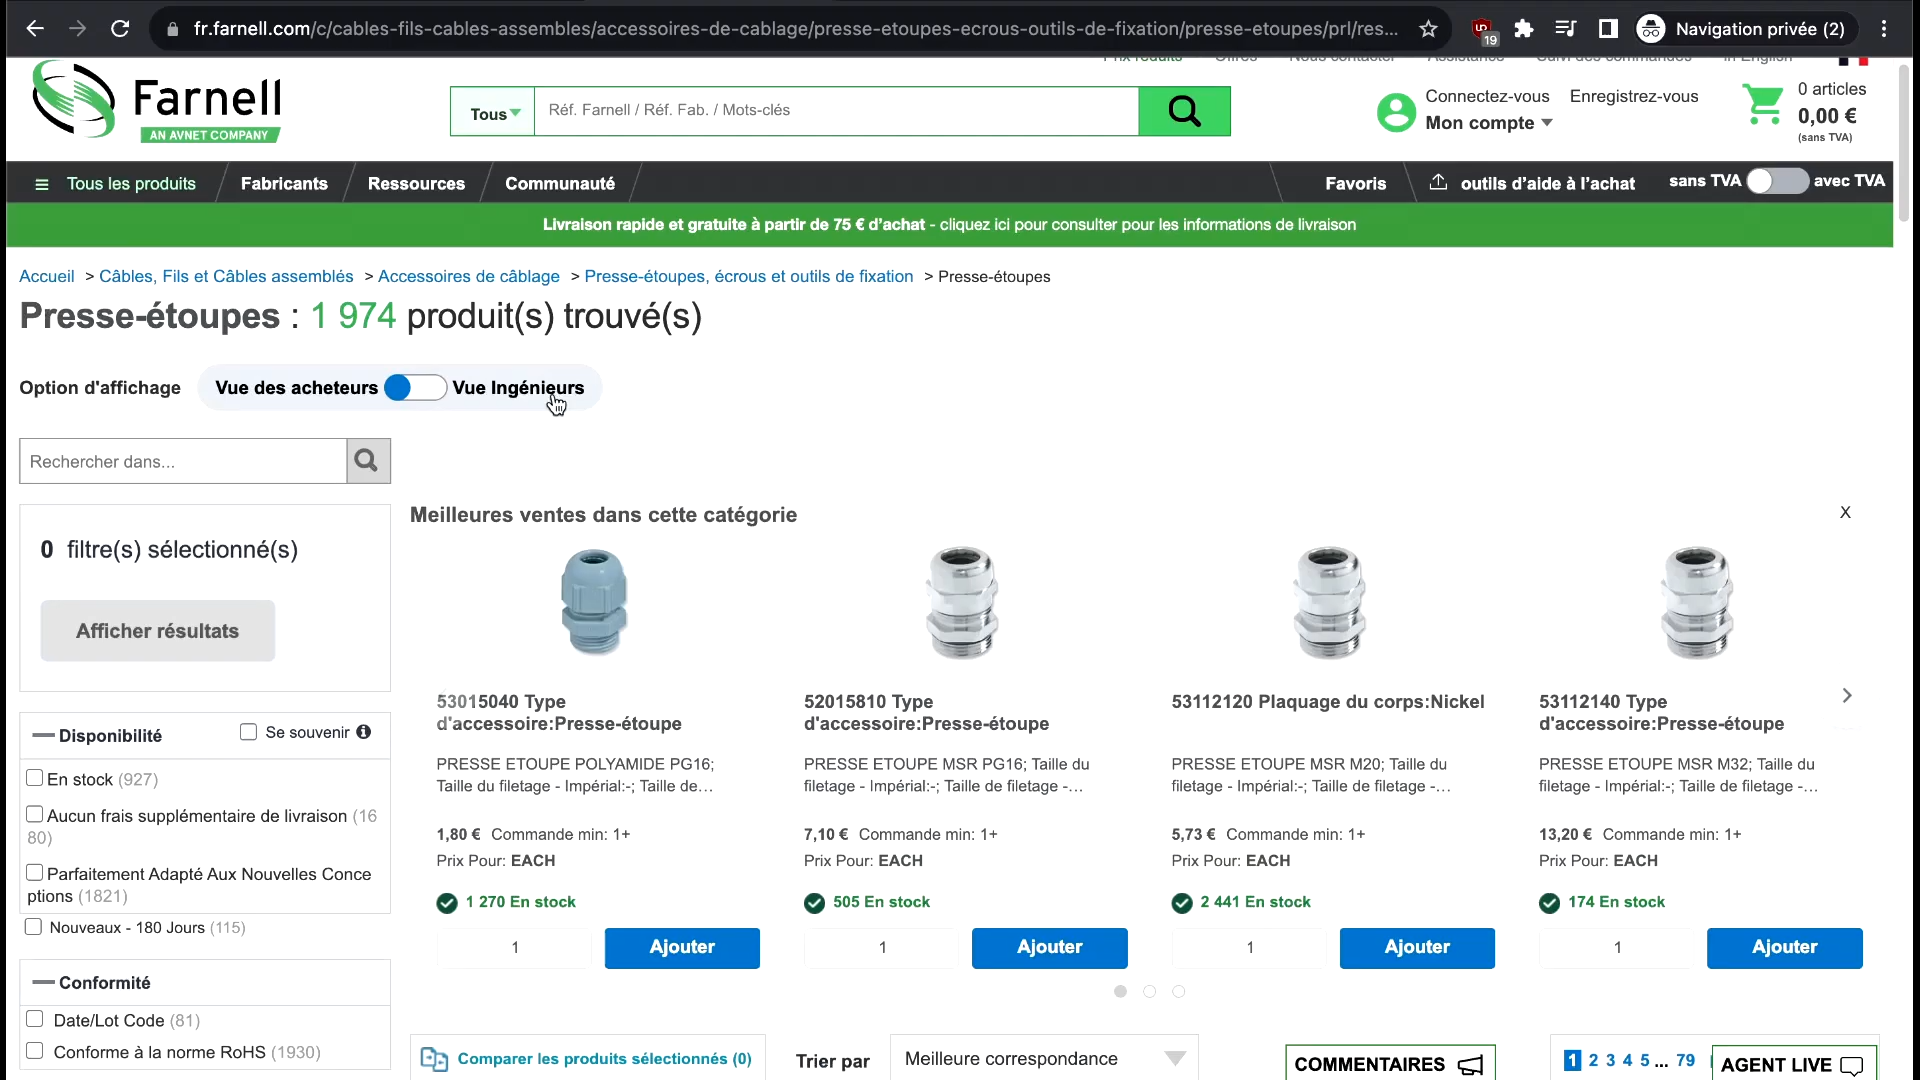 fr.farnell.com/c/cables-fils-cables-assembles/accessoires-de-cablage/presse-etoupes-ecrous-outils-de-fixation/presse-etoupes/prl/res...
19
Navigation privée (2)
Prix réduits Offres Nous contacter Assistance Suivi des commandes In English
Farnell
AN AVNET COMPANY
Tous
Réf. Farnell / Réf. Fab. / Mots-clés
Connectez-vous Enregistrez-vous
Mon compte
0 articles
0,00 €
(sans TVA)
Tous les produits Fabricants Ressources Communauté Favoris outils d'aide à l'achat sans TVA avec TVA
Livraison rapide et gratuite à partir de 75 € d'achat - cliquez ici pour consulter pour les informations de livraison
Accueil > Câbles, Fils et Câbles assemblés > Accessoires de câblage > Presse-étoupes, écrous et outils de fixation > Presse-étoupes
Presse-étoupes : 1 974 produit(s) trouvé(s)
Option d'affichage Vue des acheteurs Vue Ingénieurs
Rechercher dans...
0 filtre(s) sélectionné(s)
Afficher résultats
Disponibilité Se souvenir
En stock (927)
Aucun frais supplémentaire de livraison (16
80)
Parfaitement Adapté Aux Nouvelles Conce
ptions (1821)
Nouveaux - 180 Jours (115)
Conformité
Date/Lot Code (81)
Conforme à la norme RoHS (1930)
Meilleures ventes dans cette catégorie
X
53015040 Type
d'accessoire:Presse-étoupe
PRESSE ETOUPE POLYAMIDE PG16;
Taille du filetage - Impérial:-; Taille de...
1,80 € Commande min: 1+
Prix Pour: EACH
1 270 En stock
1 Ajouter
52015810 Type
d'accessoire:Presse-étoupe
PRESSE ETOUPE MSR PG16; Taille du
filetage - Impérial:-; Taille de filetage -...
7,10 € Commande min: 1+
Prix Pour: EACH
505 En stock
1 Ajouter
53112120 Plaquage du corps:Nickel
PRESSE ETOUPE MSR M20; Taille du
filetage - Impérial:-; Taille de filetage -...
5,73 € Commande min: 1+
Prix Pour: EACH
2 441 En stock
1 Ajouter
53112140 Type
d'accessoire:Presse-étoupe
PRESSE ETOUPE MSR M32; Taille du
filetage - Impérial:-; Taille de filetage -...
13,20 € Commande min: 1+
Prix Pour: EACH
174 En stock
1 Ajouter
Comparer les produits sélectionnés (0)
Trier par Meilleure correspondance
COMMENTAIRES
1 2 3 4 5 ... 79
AGENT LIVE